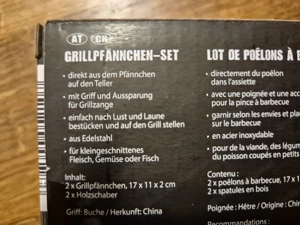 AT CH
GRILLPFÄNNCHEN-SET
• direkt aus dem Pfännchen
auf den Teller
• mit Griff und Aussparung
für Grillzange
• einfach nach Lust und Laune
bestücken und auf den Grill stellen
• aus Edelstahl
• für kleingeschnittenes
Fleisch, Gemüse oder Fisch
Inhalt:
2 x Grillpfännchen, 17 x 11 x 2 cm
2 x Holzschaber
Griff: Buche / Herkunft: China
LOT DE POÊLONS À
• directement du poêlon
dans l'assiette
• avec une poignée et une
pour la pince à barbecue
• garnir selon les envies et
sur le barbecue
• en acier inoxydable
• pour de la viande, des
du poisson coupés en petits
Contenu :
2 x poêlons à barbecue, 17 x
2 x spatules en bois
Poignée : Hêtre / Origine :
Recommandations :